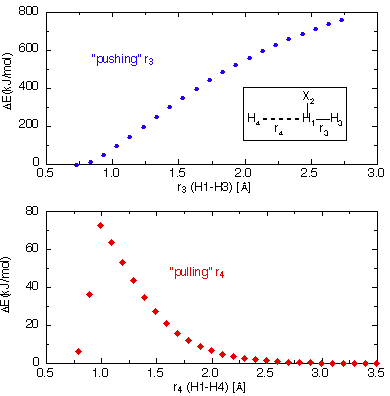 800
600
400
200
0
ΔE(kJ/mol)
"pushing" r3
X2
H4 H1 H3
r4 r3
0.5 1.0 1.5 2.0 2.5 3.0
r3 (H1-H3) [Å]
80
60
40
20
0
ΔE(kJ/mol)
"pulling" r4
0.5 1.0 1.5 2.0 2.5 3.0 3.5
r4 (H1-H4) [Å]